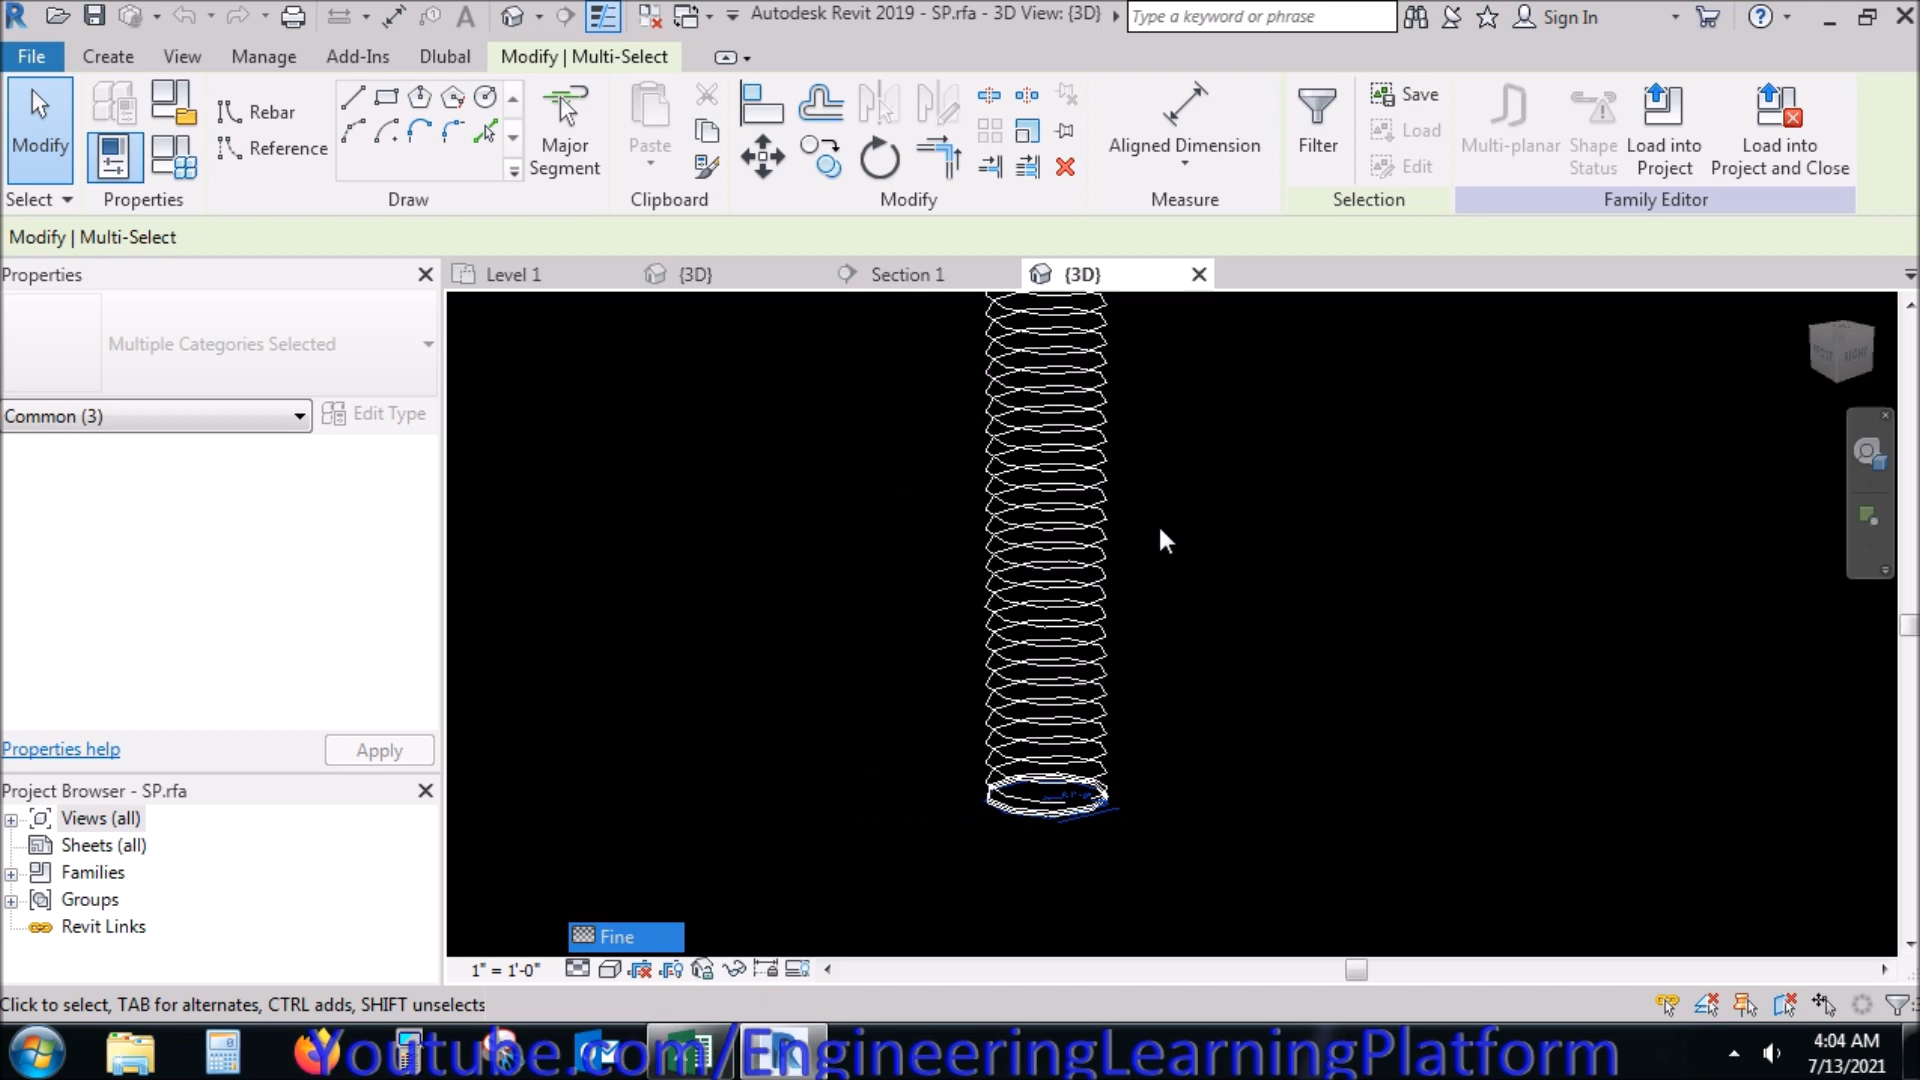 Autodesk Revit 2019 - SP.rfa - 3D View: {3D}
Type a keyword or phrase
Sign In
File
Create
View
Manage
Add-Ins
Dlubal
Modify | Multi-Select
Modify
Rebar
Reference
Major
Segment
Paste
Aligned Dimension
Filter
Save
Load
Edit
Multi-planar
Shape
Status
Load into
Project
Load into
Project and Close
Select
Properties
Draw
Clipboard
Modify
Measure
Selection
Family Editor
Modify | Multi-Select
Properties
Level 1
{3D}
Section 1
{3D}
Multiple Categories Selected
Common (3)
Edit Type
RIGHT
Properties help
Apply
Project Browser - SP.rfa
Views (all)
Sheets (all)
Families
Groups
Revit Links
Fine
1" = 1'-0"
Click to select, TAB for alternates, CTRL adds, SHIFT unselects
Youtube.com/EngineeringLearningPlatform
4:04 AM
7/13/2021